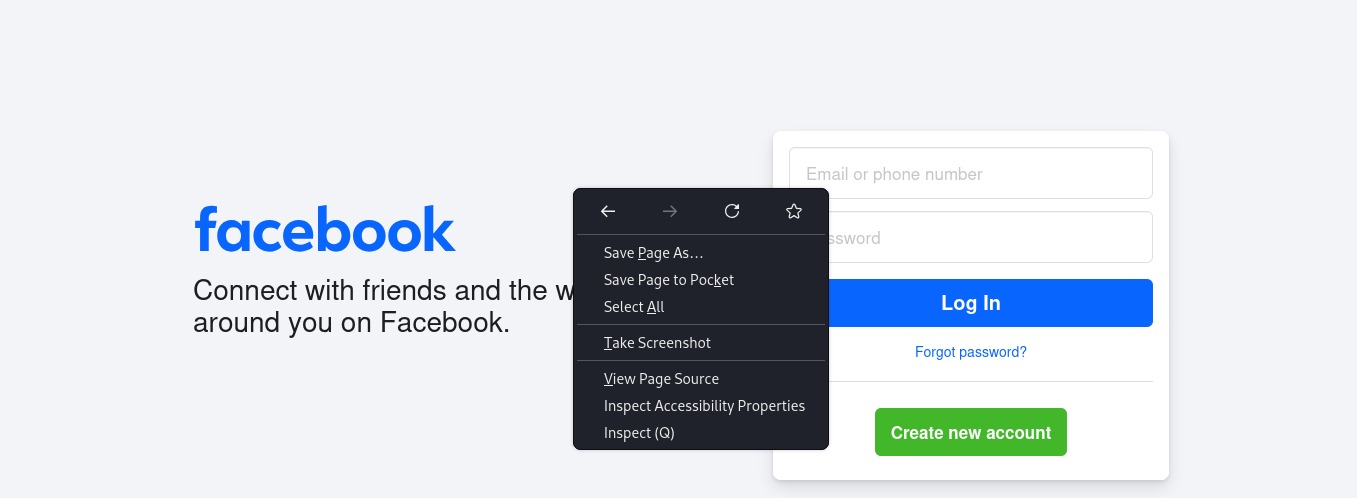 facebook
Connect with friends and the w
around you on Facebook.
Save Page As...
Save Page to Pocket
Select All
Take Screenshot
View Page Source
Inspect Accessibility Properties
Inspect (Q)
Email or phone number
ssword
Log In
Forgot password?
Create new account